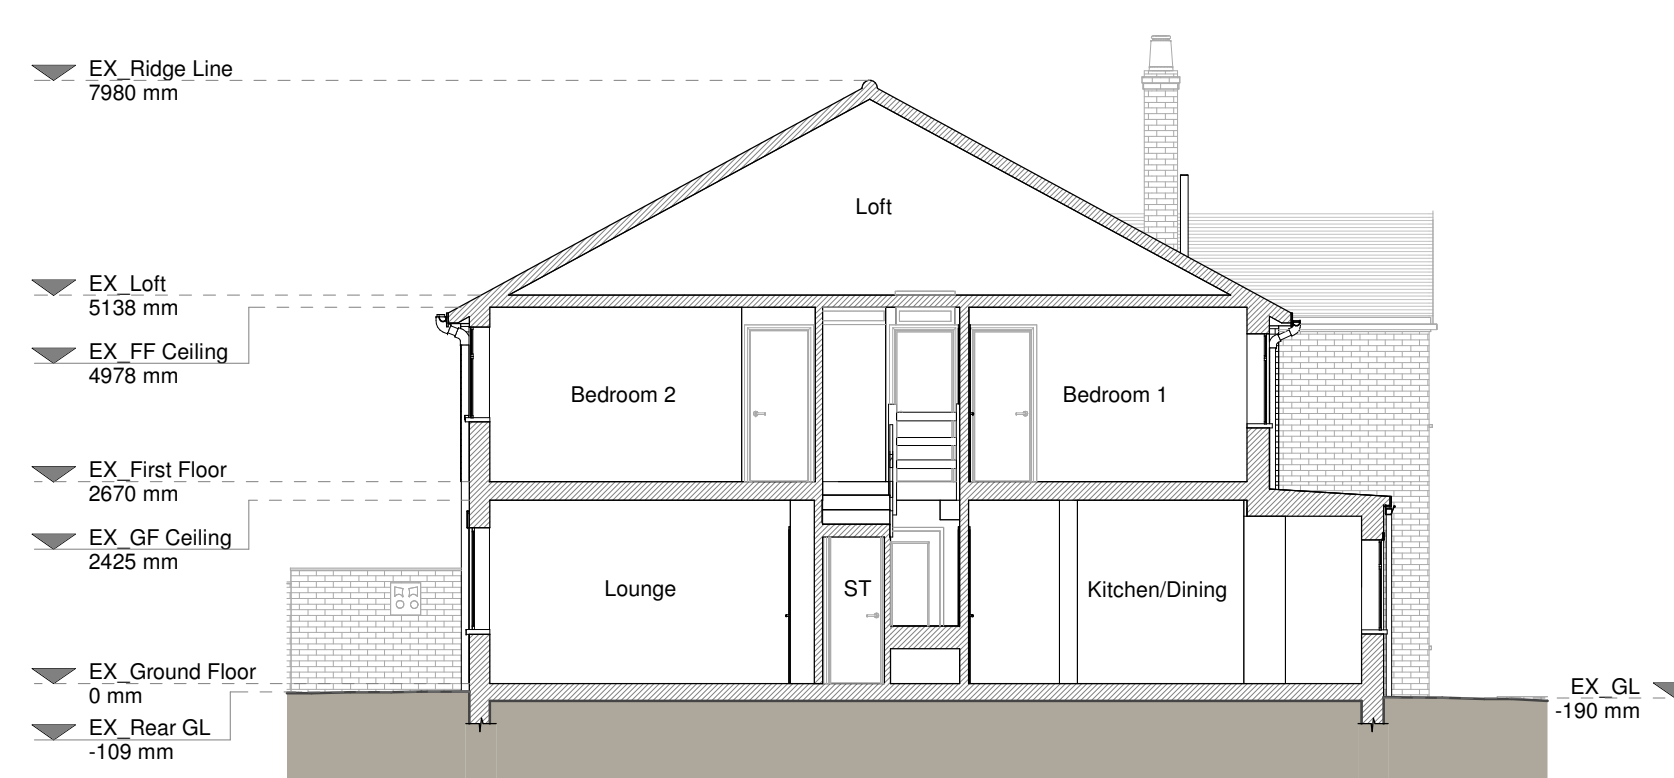 EX_Ridge Line
7980 mm
Loft
EX_Loft
5138 mm
EX_FF Ceiling
4978 mm
Bedroom 2
Bedroom 1
EX_First Floor
2670 mm
EX_GF Ceiling
2425 mm
Lounge
ST
Kitchen/Dining
EX_Ground Floor
0 mm
EX_GL
-190 mm
EX_Rear GL
-109 mm